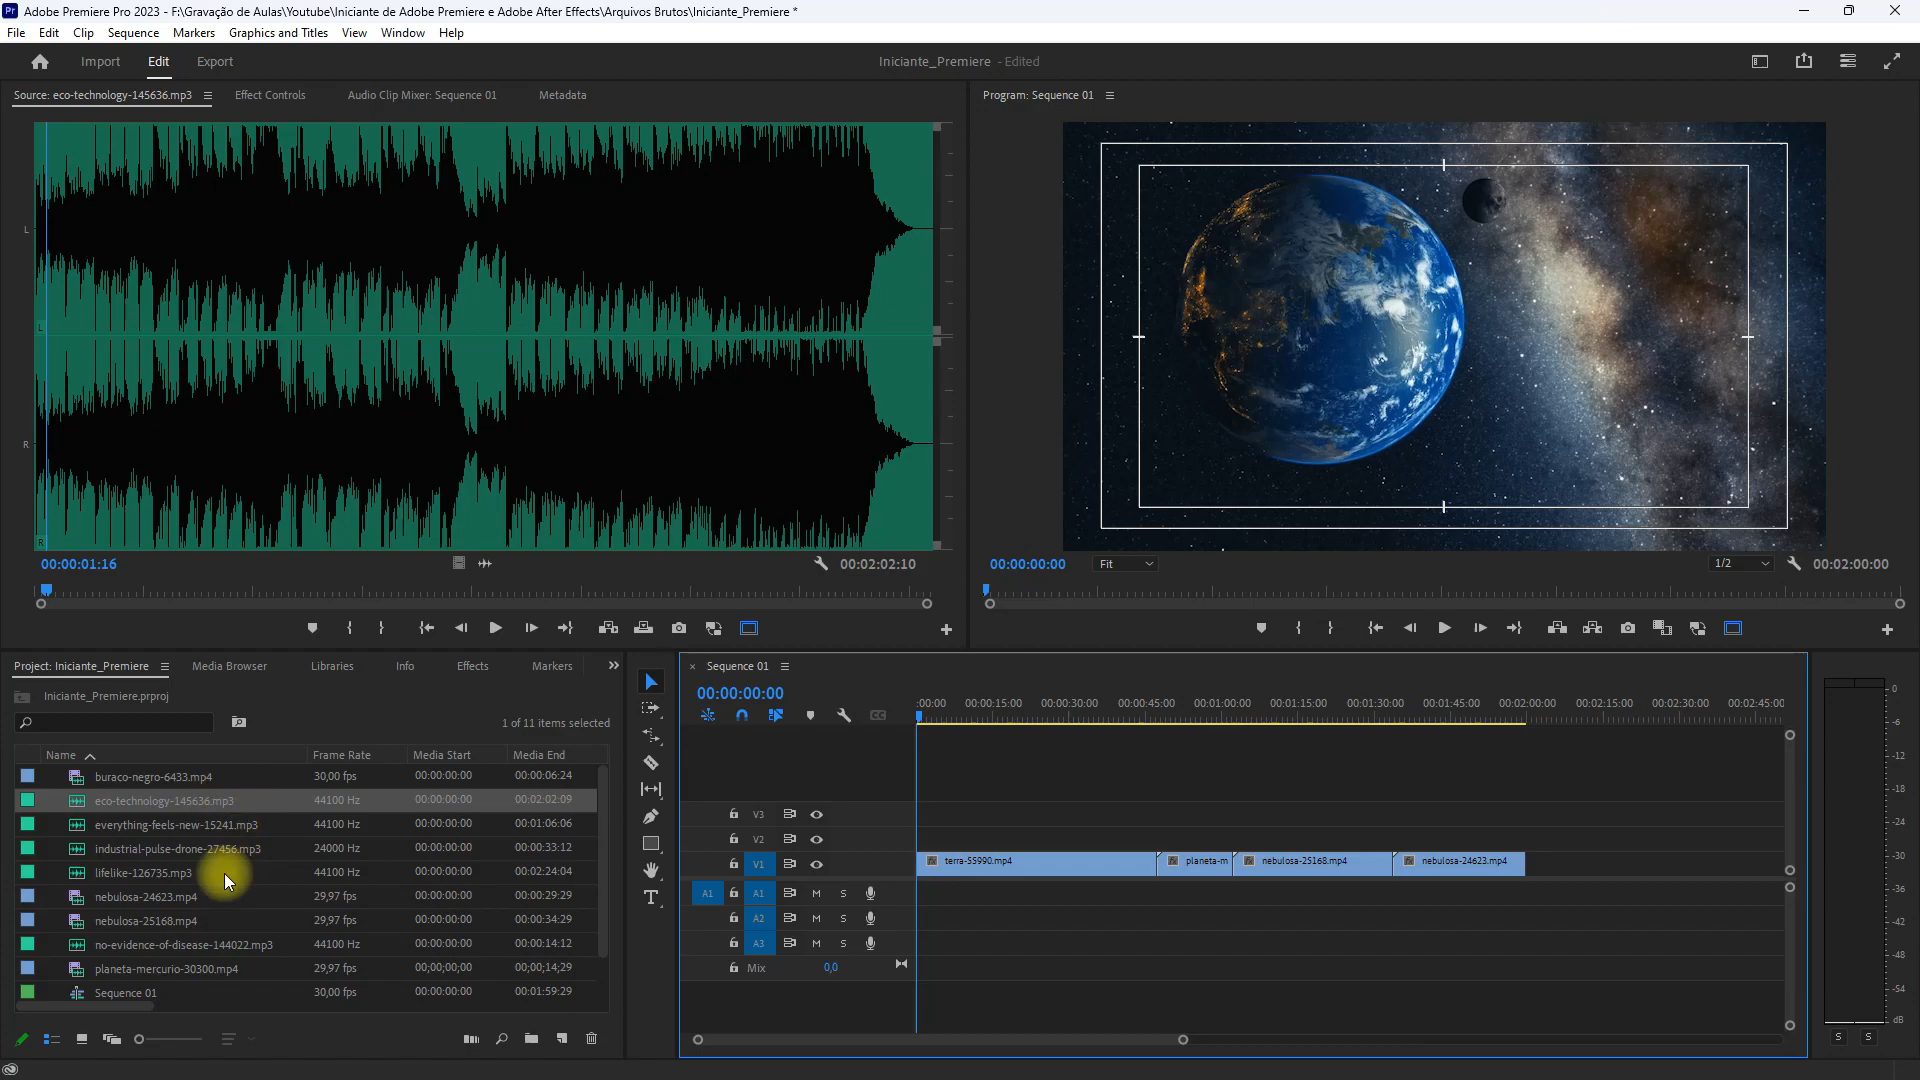 Adobe Premiere Pro 2023 - F:\Gravação de Aulas\Youtube\Iniciante de Adobe Premiere e Adobe After Effects\Arquivos Brutos\Iniciante_Premiere *
File Edit Clip Sequence Markers Graphics and Titles View Window Help
Import Edit Export
Iniciante_Premiere - Edited
Source: eco-technology-145636.mp3 Effect Controls Audio Clip Mixer: Sequence 01 Metadata
L
L
R
R
00:00:01:16 00:02:02:10
Program: Sequence 01
00:00:00:00 Fit 1/2 00:02:00:00
Project: Iniciante_Premiere Media Browser Libraries Info Effects Markers
Iniciante_Premiere.prproj
1 of 11 items selected
Name Frame Rate Media Start Media End
buraco-negro-6433.mp4 30,00 fps 00:00:00:00 00:00:06:24
eco-technology-145636.mp3 44100 Hz 00:00:00:00 00:02:02:09
everything-feels-new-15241.mp3 44100 Hz 00:00:00:00 00:01:06:06
industrial-pulse-drone-27456.mp3 24000 Hz 00:00:00:00 00:00:33:12
lifelike-126735.mp3 44100 Hz 00:00:00:00 00:02:24:04
nebulosa-24623.mp4 29,97 fps 00:00:00:00 00:00:29:29
nebulosa-25168.mp4 29,97 fps 00:00:00:00 00:00:34:29
no-evidence-of-disease-144022.mp3 44100 Hz 00:00:00:00 00:00:14:12
planeta-mercurio-30300.mp4 29,97 fps 00;00;00;00 00;00;14;29
Sequence 01 30,00 fps 00:00:00:00 00:01:59:29
Sequence 01
00:00:00:00
:00:00 00:00:15:00 00:00:30:00 00:00:45:00 00:01:00:00 00:01:15:00 00:01:30:00 00:01:45:00 00:02:00:00 00:02:15:00 00:02:30:00 00:02:45:00
V3
V2
V1 terra-55990.mp4 planeta-m nebulosa-25168.mp4 nebulosa-24623.mp4
A1 A1 M S
A2 M S
A3 M S
Mix 0,0
0
-6
-12
-18
-24
-30
-36
-42
-48
-54
dB
S S